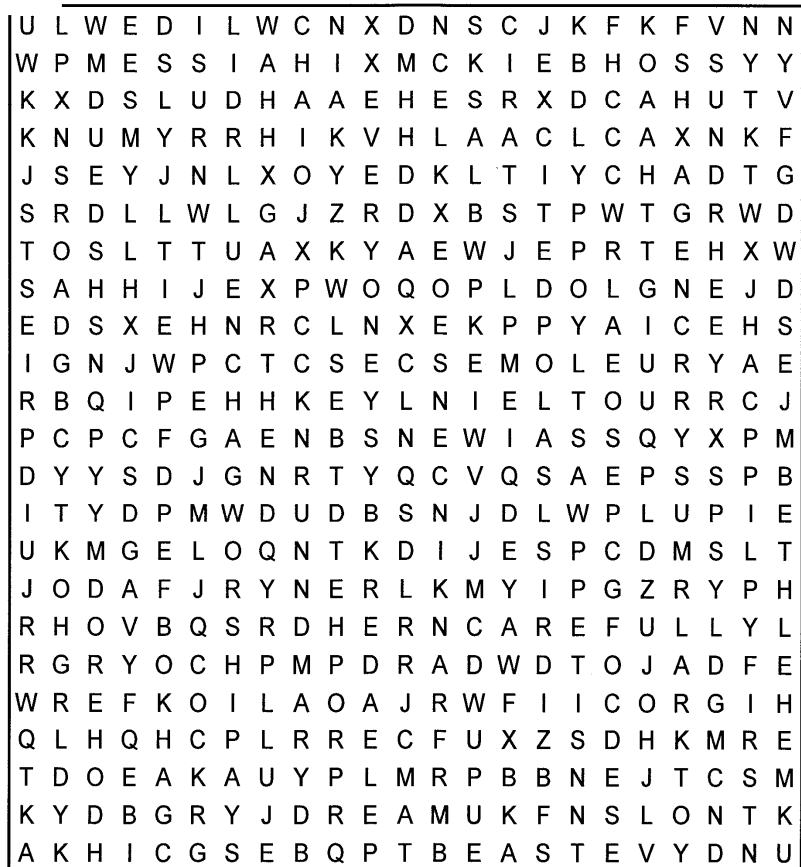 U L W E D I L W C N X D N S C J K F K F V N N
W P M E S S I A H I X M C K I E B H O S S Y Y
K X D S L U D H A A E H E S R X D C A H U T V
K N U M Y R R H I K V H L A A C L C A X N K F
J S E Y J N L X O Y E D K L T I Y C H A D T G
S R D L L W L G J Z R D X B S T P W T G R W D
T O S L T T U A X K Y A E W J E P R T E H X W
S A H H I J E X P W O Q O P L D O L G N E J D
E D S X E H N R C L N X E K P P Y A I C E H S
I G N J W P C T C S E C S E M O L E U R Y A E
R B Q I P E H H K E Y L N I E L T O U R R C J
P C P C F G A E N B S N E W I A S S Q Y X P M
D Y Y S D J G N R T Y Q C V Q S A E P S S P B
I T Y D P M W D U D B S N J D L W P L U P I E
U K M G E L O Q N T K D I J E S P C D M S L T
J O D A F J R Y N E R L K M Y I P G Z R Y P H
R H O V B Q S R D H E R N C A R E F U L L Y L
R G R Y O C H P M P D R A D W D T O J A D F E
W R E F K O I L A O A J R W F I I C O R G I H
Q L H Q H C P L R R E C F U X Z S D H K M R E
T D O E A K A U Y P L M R P B B N E J T C S M
K Y D B G R Y J D R E A M U K F N S L O N T K
A K H I C G S E B Q P T B E A S T E V Y D N U